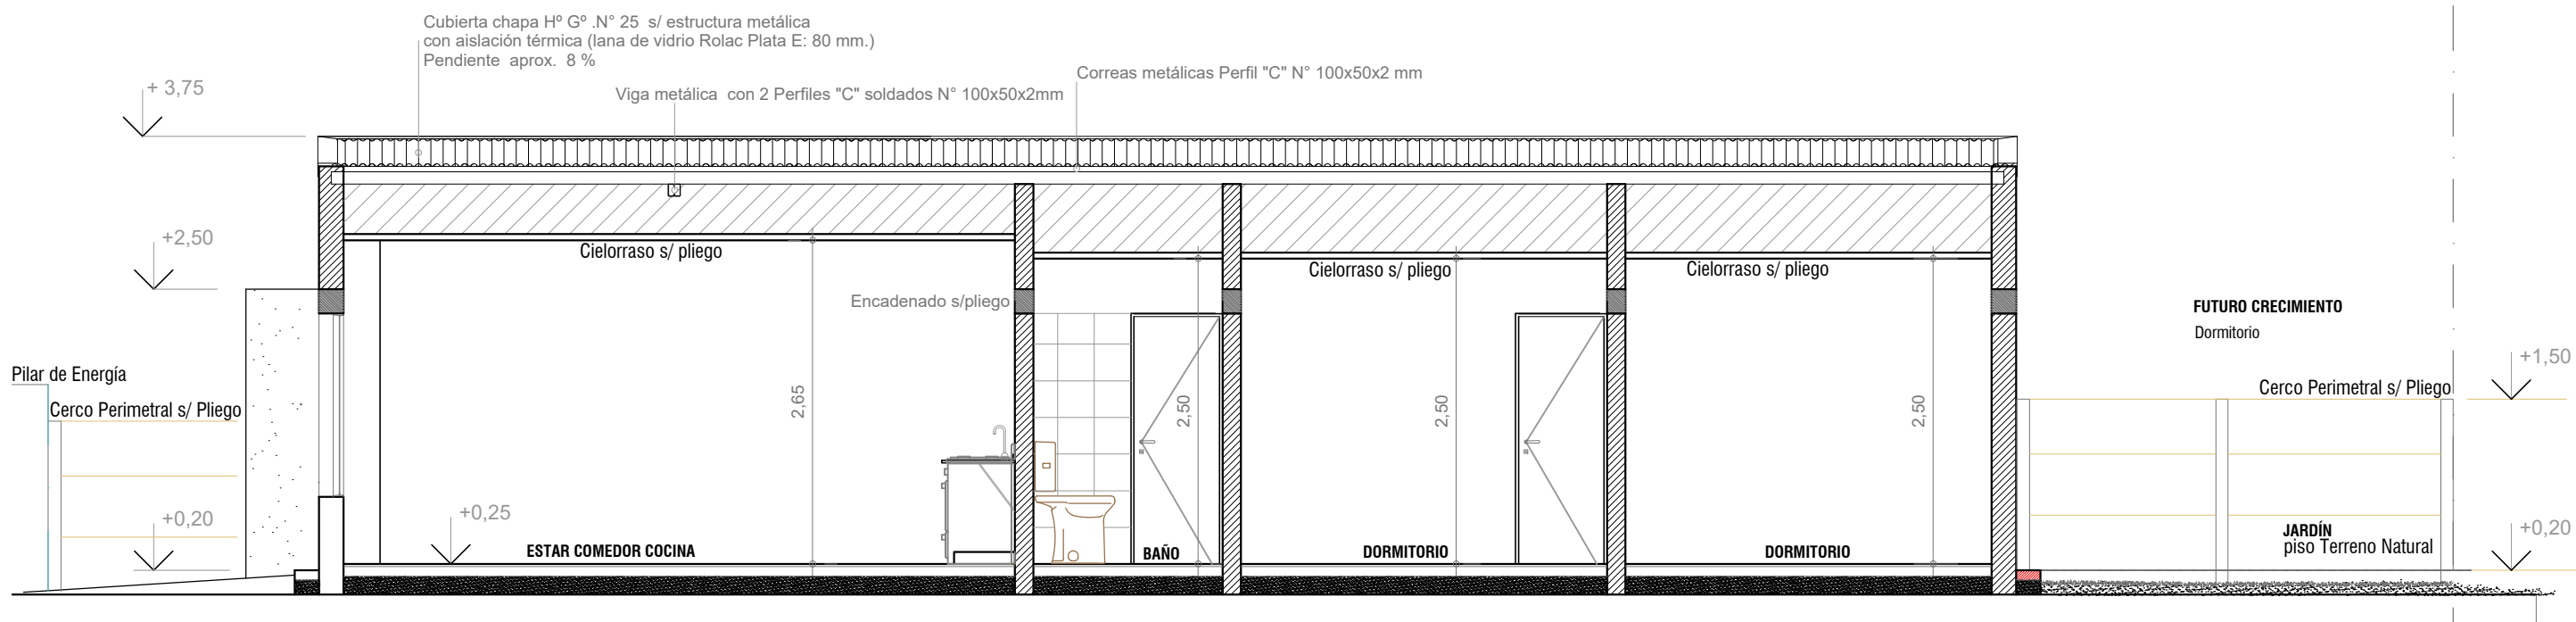 Cubierta chapa Hº Gº .N° 25 s/ estructura metálica
con aislación térmica (lana de vidrio Rolac Plata E: 80 mm.)
Pendiente aprox. 8 %
Correas metálicas Perfil "C" N° 100x50x2 mm
+ 3,75
Viga metálica con 2 Perfiles "C" soldados N° 100x50x2mm
+2,50
Cielorraso s/ pliego
Cielorraso s/ pliego
Cielorraso s/ pliego
Encadenado s/pliego
FUTURO CRECIMIENTO
Dormitorio
+1,50
Pilar de Energía
Cerco Perimetral s/ Pliego
Cerco Perimetral s/ Pliego
2,65
2,50
2,50
2,50
+0,20
+0,25
+0,20
ESTAR COMEDOR COCINA
BAÑO
DORMITORIO
DORMITORIO
JARDÍN
piso Terreno Natural